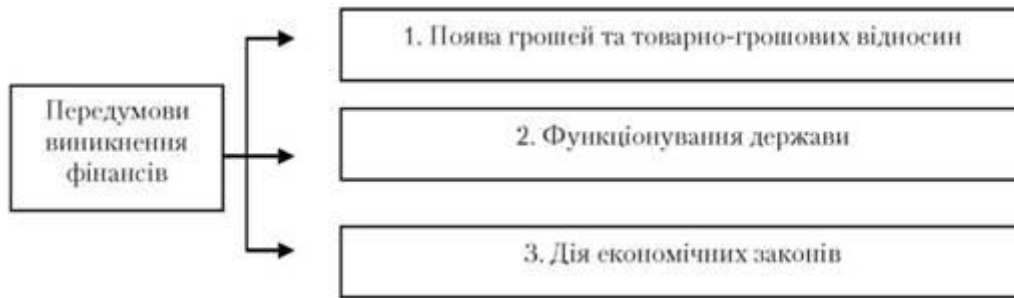 Передумови
виникнення
фінансів
1. Поява грошей та товарно-грошових відносин
2. Функціонування держави
3. Дія економічних законів